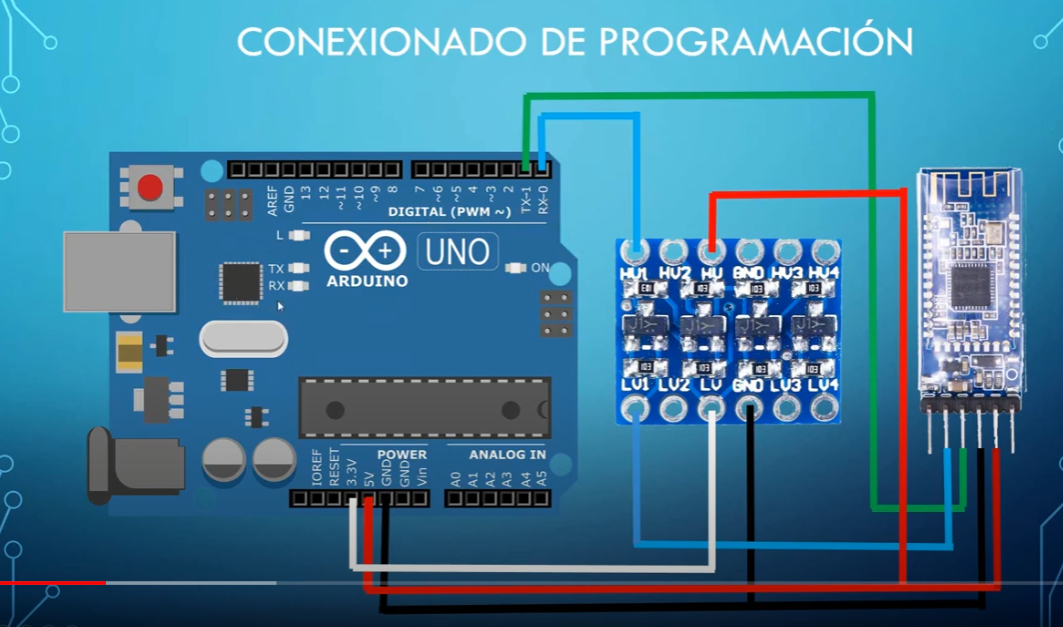 CONEXIONADO DE PROGRAMACIÓN
AREF
GND
13
12
~11
~10
~9
8
7
~6
~5
4
~3
2
TX-1
RX-0
DIGITAL (PWM ~)
L
TX
RX
UNO
ARDUINO
ON
HV1 HV2 HV GND HV3 HV4
LV1 LV2 LV GND LV3 LV4
POWER
ANALOG IN
IOREF
RESET
3.3V
5V
GND
GND
Vin
A0
A1
A2
A3
A4
A5